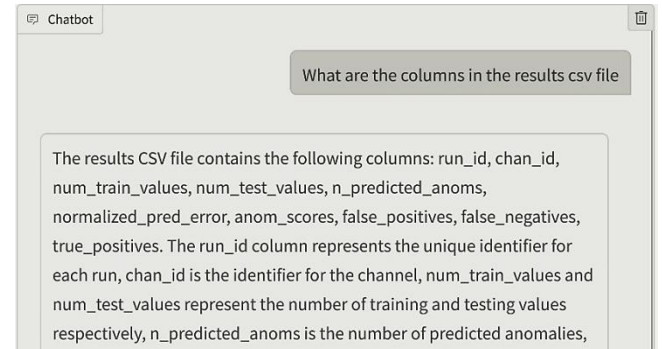 Chatbot
What are the columns in the results csv file
The results CSV file contains the following columns: run_id, chan_id,
num_train_values, num_test_values, n_predicted_anoms,
normalized_pred_error, anom_scores, false_positives, false_negatives,
true_positives. The run_id column represents the unique identifier for
each run, chan_id is the identifier for the channel, num_train_values and
num_test_values represent the number of training and testing values
respectively, n_predicted_anoms is the number of predicted anomalies,